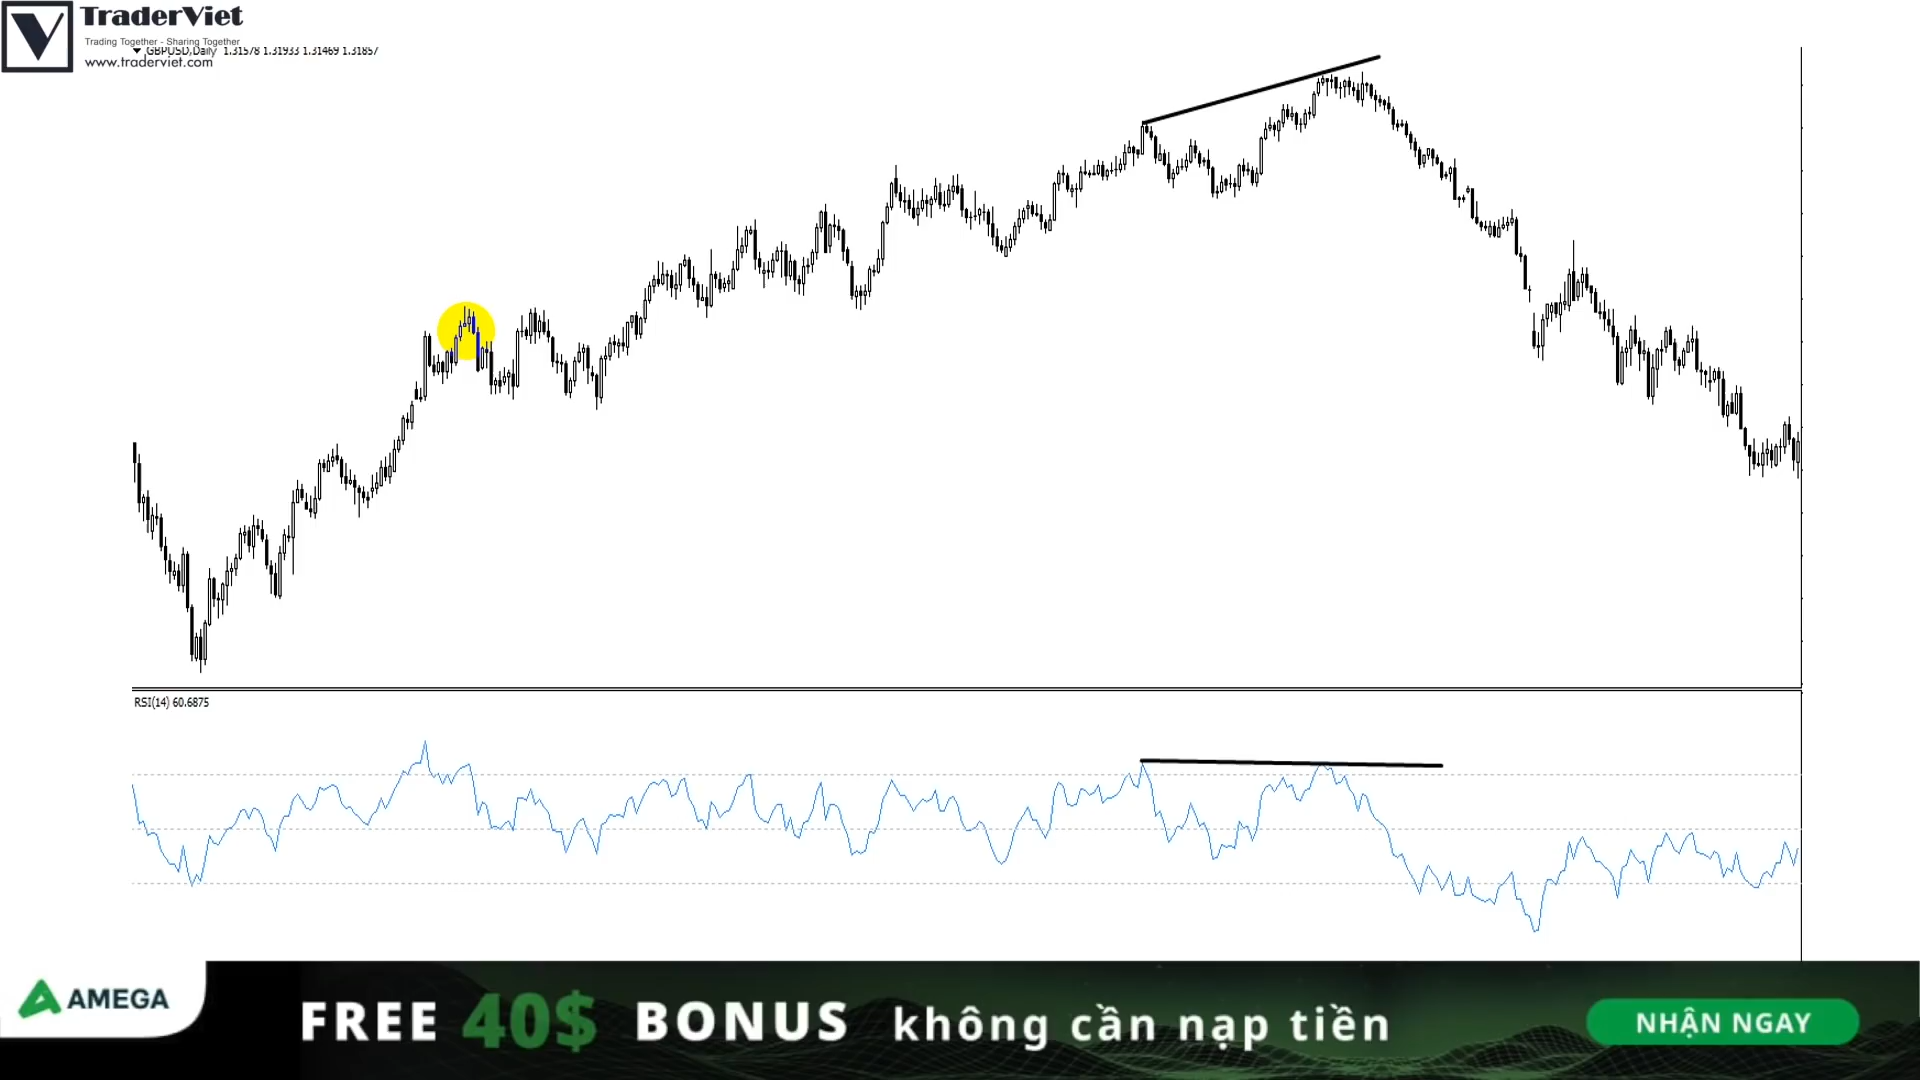 TraderViet
Trading Together - Sharing Together
GBPUSD,Daily 1.31578 1.31933 1.31469 1.31857
www.traderviet.com
RSI(14) 60.6875
AMEGA
FREE 40$ BONUS không cần nạp tiền
NHẬN NGAY